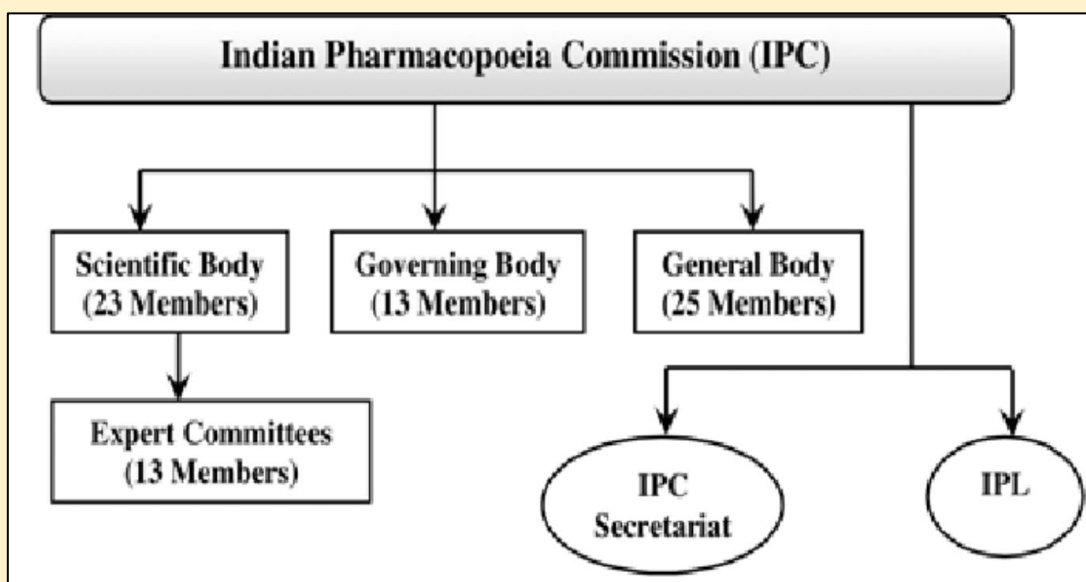 Indian Pharmacopoeia Commission (IPC)
Scientific Body
(23 Members)
Governing Body
(13 Members)
General Body
(25 Members)
Expert Committees
(13 Members)
IPC
Secretariat
IPL